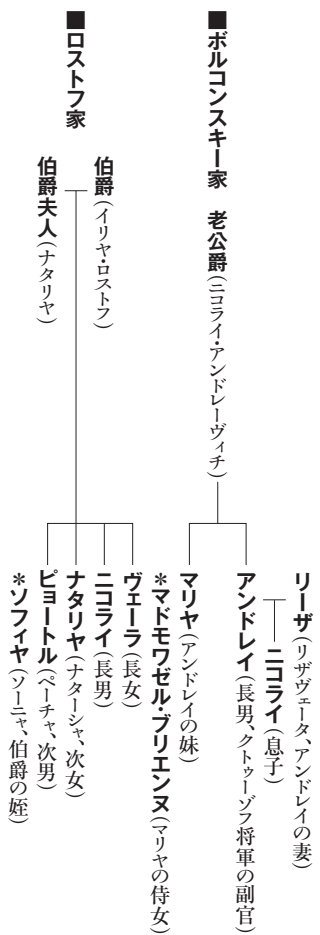 ■ボルコンスキー家　老公爵（ニコライ・アンドレーヴィチ）
リーザ（リザヴェータ、アンドレイの妻）
ニコライ（息子）
アンドレイ（長男、クトゥーゾフ将軍の副官）
マリヤ（アンドレイの妹）
＊マドモワゼル・ブリエンヌ（マリヤの侍女）
■ロストフ家
伯爵（イリヤ・ロストフ）
伯爵夫人（ナタリヤ）
ヴェーラ（長女）
ニコライ（長男）
ナタリヤ（ナターシャ、次女）
ピョートル（ペーチャ、次男）
＊ソフィヤ（ソーニャ、伯爵の姪）